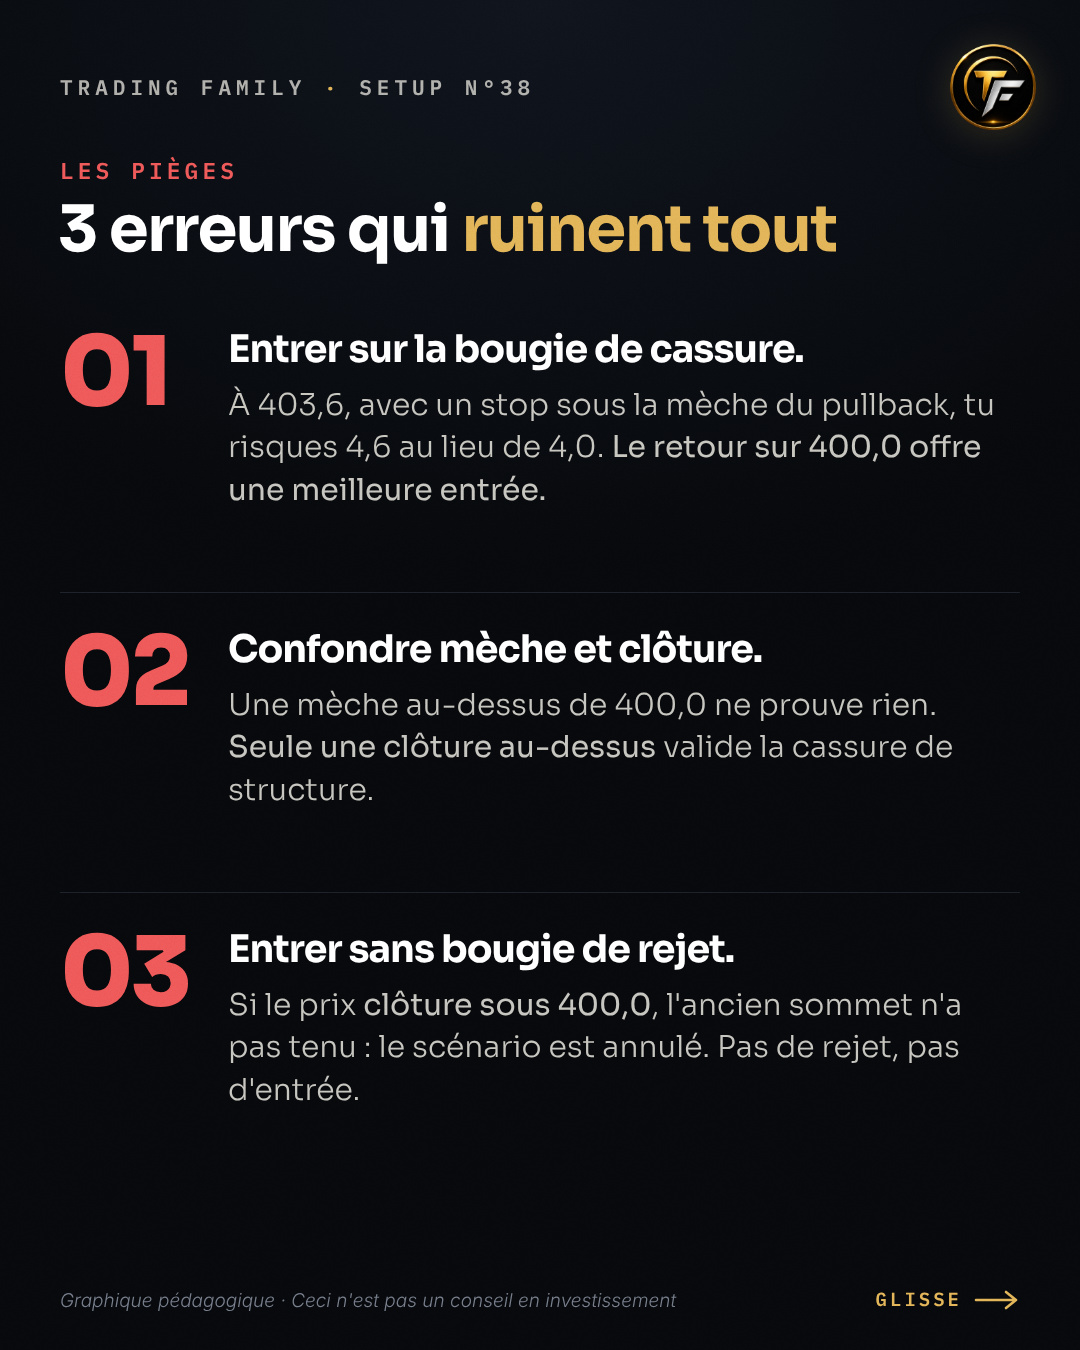 TRADING FAMILY · SETUP N°38
TF
LES PIÈGES
3 erreurs qui ruinent tout
01
Entrer sur la bougie de cassure.
À 403,6, avec un stop sous la mèche du pullback, tu
risques 4,6 au lieu de 4,0. Le retour sur 400,0 offre
une meilleure entrée.
02
Confondre mèche et clôture.
Une mèche au-dessus de 400,0 ne prouve rien.
Seule une clôture au-dessus valide la cassure de
structure.
03
Entrer sans bougie de rejet.
Si le prix clôture sous 400,0, l'ancien sommet n'a
pas tenu : le scénario est annulé. Pas de rejet, pas
d'entrée.
Graphique pédagogique · Ceci n'est pas un conseil en investissement
GLISSE →